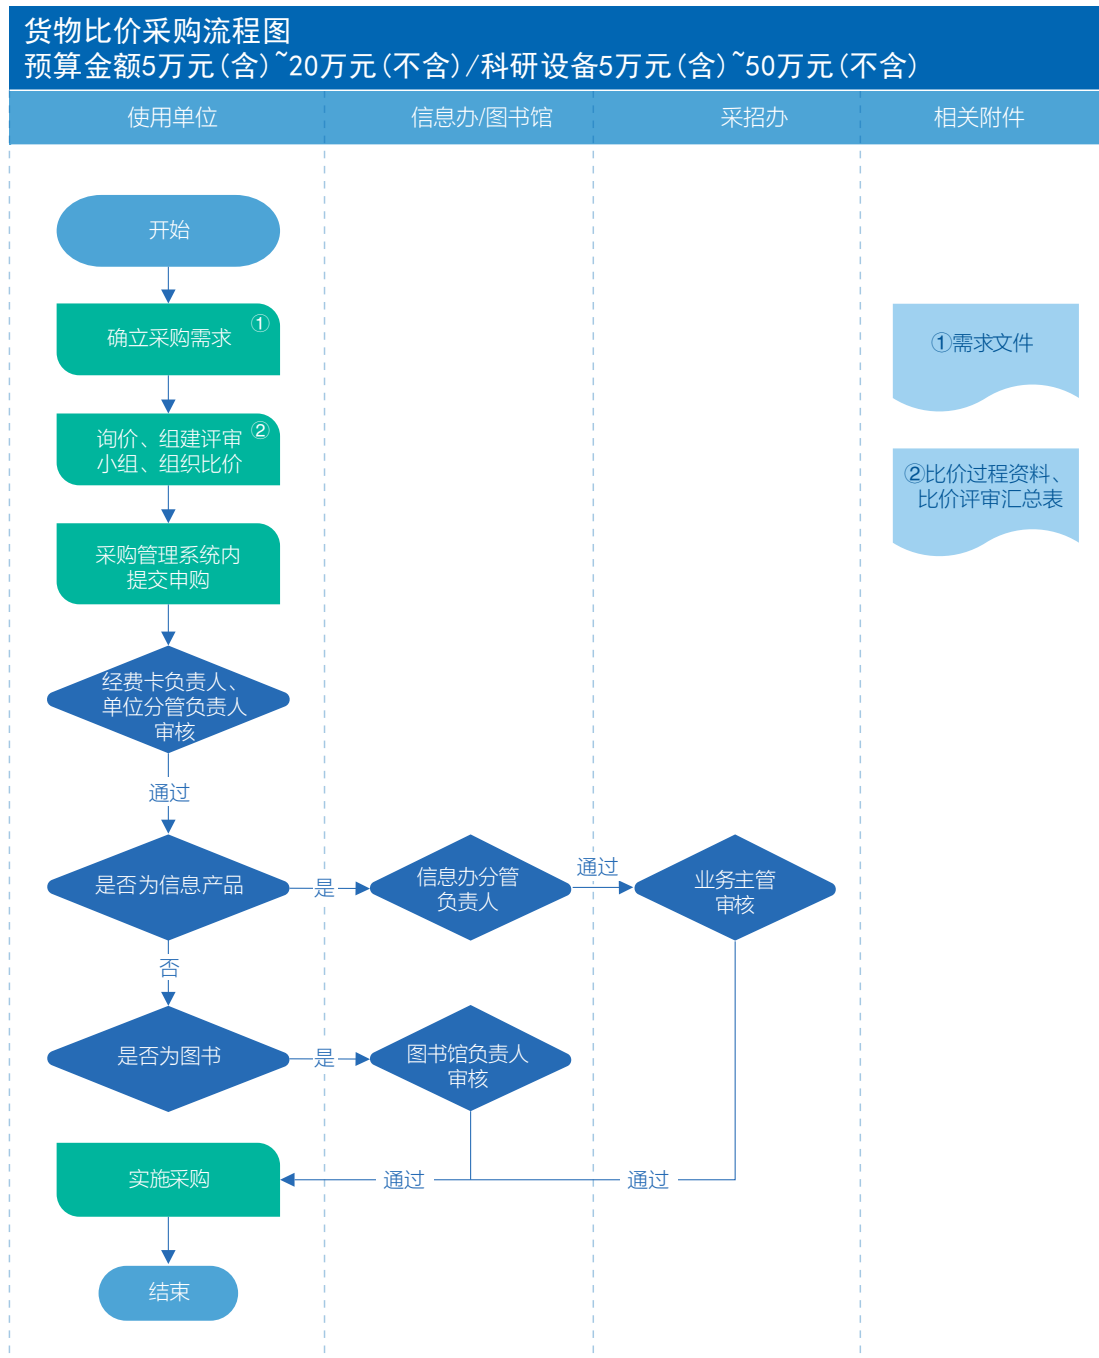 货物比价采购流程图
预算金额5万元(含)~20万元(不含)/科研设备5万元(含)~50万元(不含)
使用单位
信息办/图书馆
采招办
相关附件
开始
确立采购需求
①
①需求文件
询价、组建评审
小组、组织比价
②
②比价过程资料、
比价评审汇总表
采购管理系统内
提交申购
经费卡负责人、
单位分管负责人
审核
通过
是否为信息产品
是
信息办分管
负责人
通过
业务主管
审核
否
是否为图书
是
图书馆负责人
审核
实施采购
通过
通过
结束